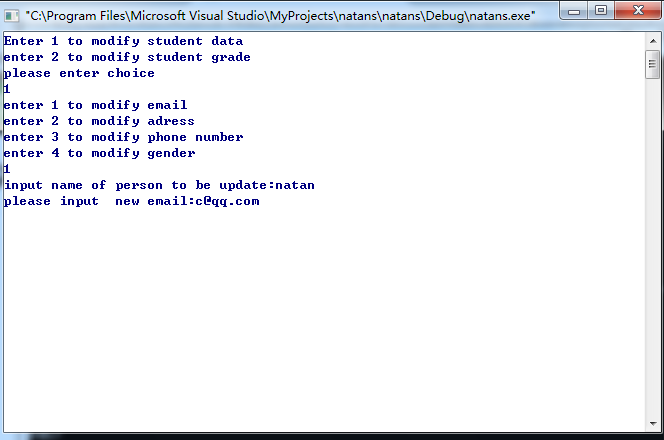 "C:\Program Files\Microsoft Visual Studio\MyProjects\natans\natans\Debug\natans.exe"
Enter 1 to modify student data
enter 2 to modify student grade
please enter choice
1
enter 1 to modify email
enter 2 to modify adress
enter 3 to modify phone number
enter 4 to modify gender
1
input name of person to be update:natan
please input  new email:c@qq.com